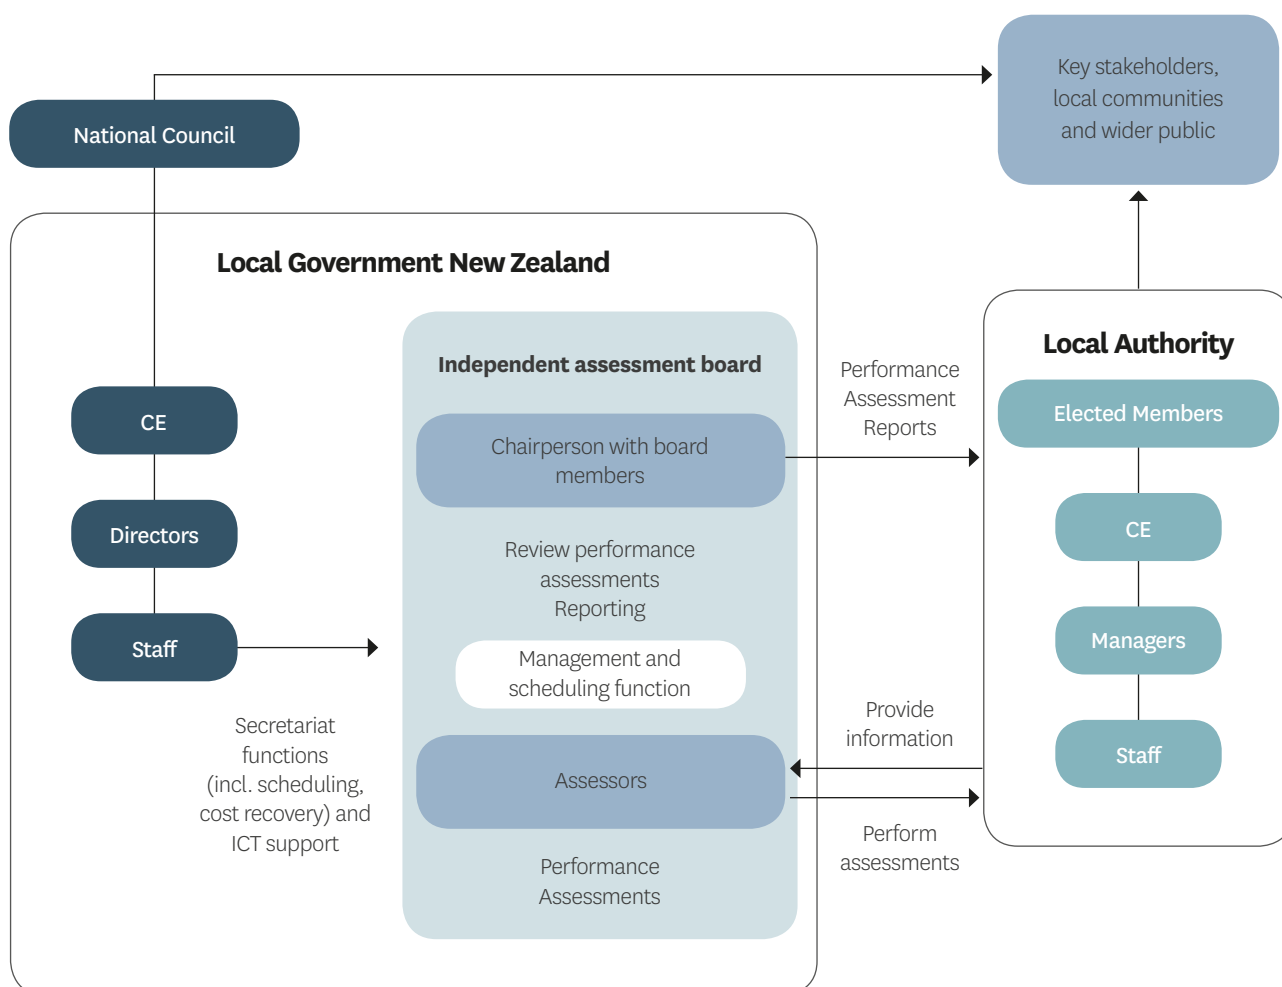 Key stakeholders,
local communities
and wider public
National Council
Local Government New Zealand
CE
Directors
Staff
Secretariat
functions
(incl. scheduling,
cost recovery) and
ICT support
Independent assessment board
Chairperson with board
members
Review performance
assessments
Reporting
Management and
scheduling function
Assessors
Performance
Assessments
Performance
Assessment
Reports
Provide
information
Perform
assessments
Local Authority
Elected Members
CE
Managers
Staff